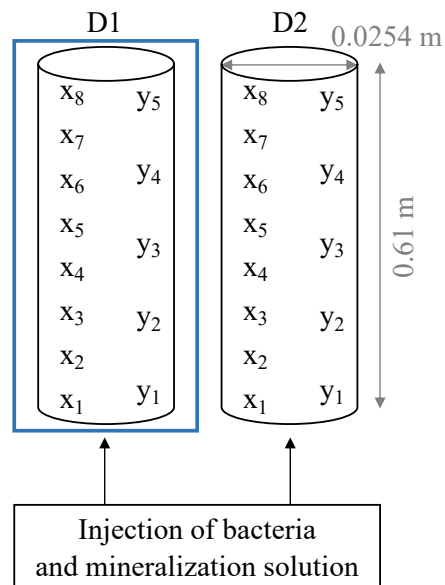 D1 D2
0.0254 m
x₈ y₅ x₈ y₅
x₇ x₇
x₆ y₄ x₆ y₄
x₅ x₅
y₃ y₃
x₄ x₄
0.61 m
x₃ y₂ x₃ y₂
x₂ x₂
x₁ y₁ x₁ y₁
Injection of bacteria
and mineralization solution